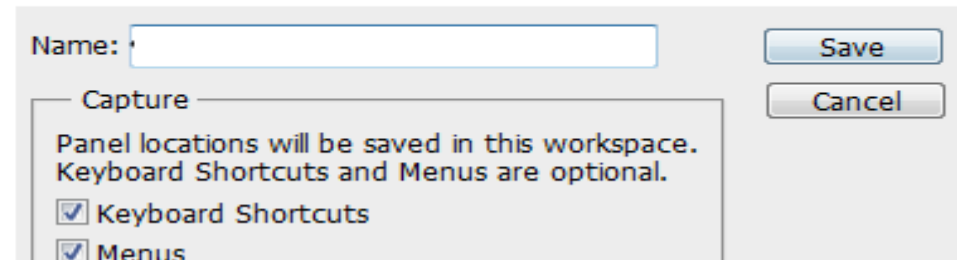 Name:
Save
Capture
Cancel
Panel locations will be saved in this workspace.
Keyboard Shortcuts and Menus are optional.
Keyboard Shortcuts
Menus